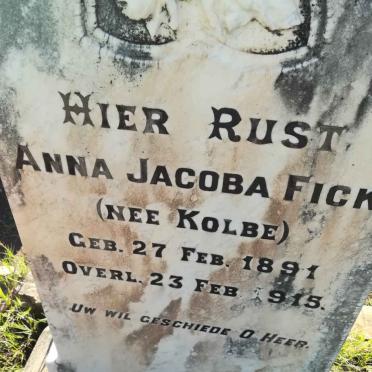 HIER RUST
ANNA JACOBA FICK
(NEE KOLBE)
GEB. 27 FEB. 1891
OVERL. 23 FEB. 1915.
UW WIL GESCHIEDE O HEER.